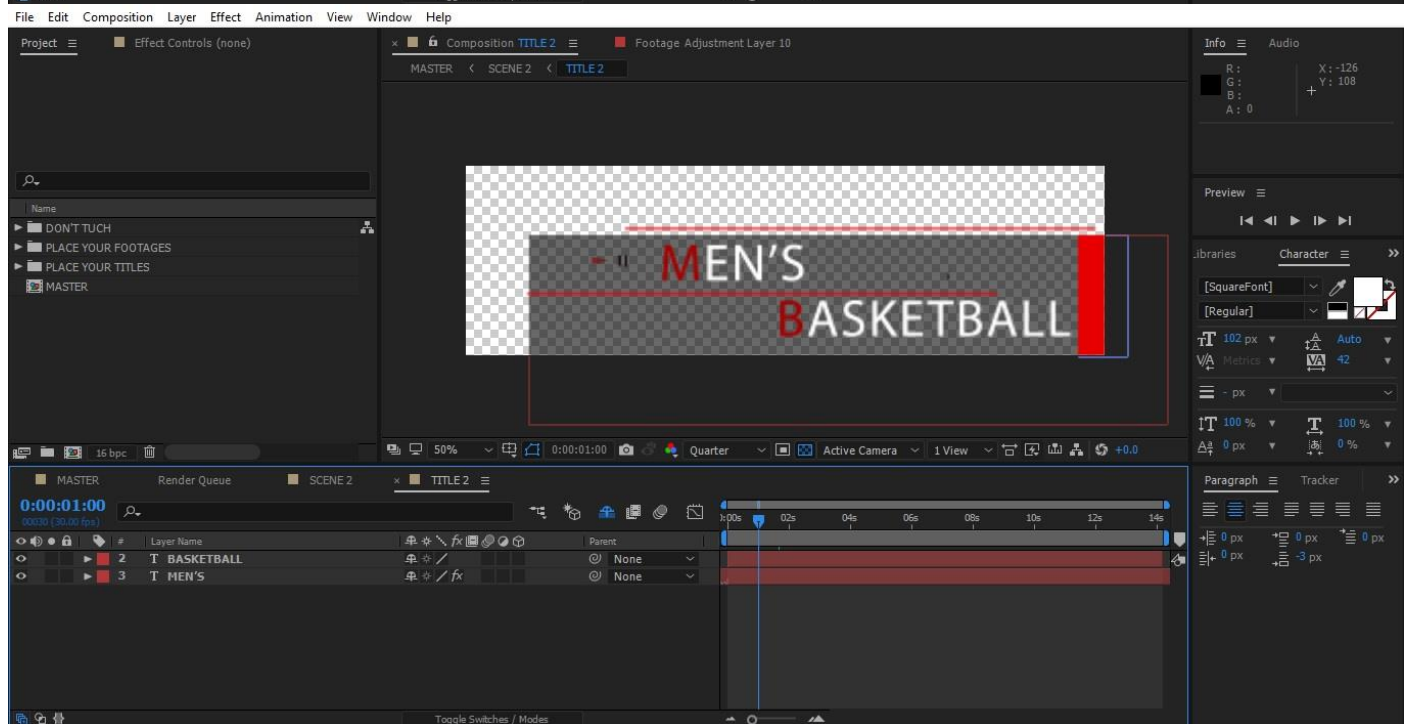 File Edit Composition Layer Effect Animation View Window Help
Project Effect Controls (none)
Composition TITLE 2 Footage Adjustment Layer 10
MASTER SCENE 2 TITLE 2
Info Audio
R: X: -126
G: Y: 108
B:
A: 0
Name
DON'T TUCH
PLACE YOUR FOOTAGES
PLACE YOUR TITLES
MASTER
MEN'S
BASKETBALL
16 bpc
50% 0:00:01:00 Quarter Active Camera 1 View +0.0
Preview
Libraries Character
[SquareFont]
[Regular]
102 px Auto
Metrics 42
- px
100 % 100 %
0 px 0 %
MASTER Render Queue SCENE 2 TITLE 2
0:00:01:00
00030 (30.00 fps)
# Layer Name Parent
2 T BASKETBALL None
3 T MEN'S None
02s 04s 06s 08s 10s 12s 14s
Toggle Switches / Modes
Paragraph Tracker
0 px 0 px 0 px
0 px -3 px